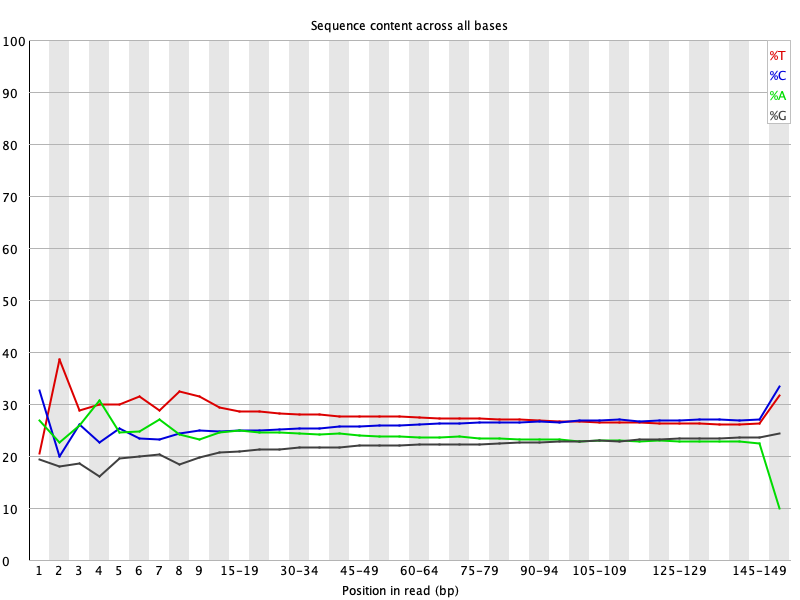 Sequence content across all bases
100
90
80
70
60
50
40
30
20
10
0
%T
%C
%A
%G
1 2 3 4 5 6 7 8 9 15-19 30-34 45-49 60-64 75-79 90-94 105-109 125-129 145-149
Position in read (bp)